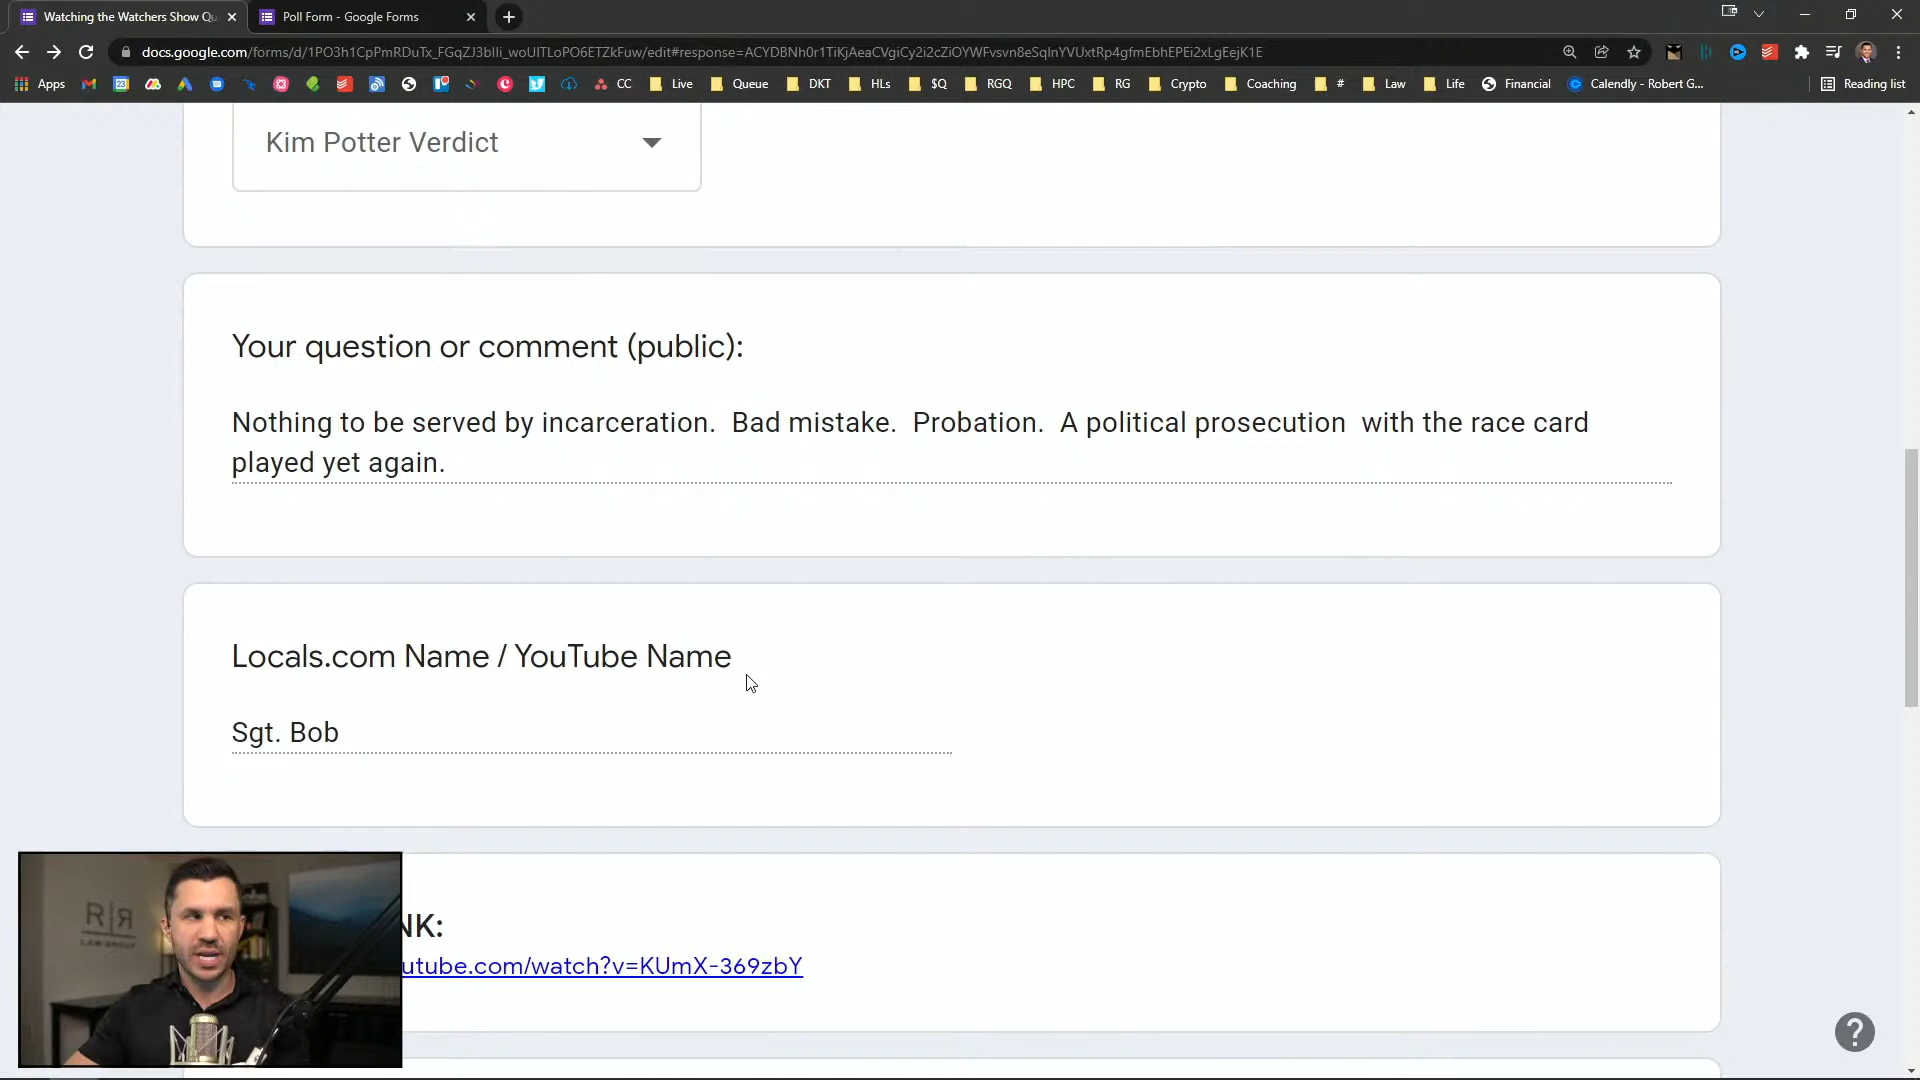 Watching the Watchers Show Qu
Poll Form - Google Forms
docs.google.com/forms/d/1PO3h1CpPmRDuTx_FGqZJ3bIIi_woUITLoPO6ETZkFuw/edit#response=ACYDBNh0r1TiKjAeaCVgiCy2i2cZiOYWFvsvn8eSqInYVUxtRp4gfmEbhEPEi2xLgEejK1E
Apps
CC
Live
Queue
DKT
HLs
$Q
RGQ
HPC
RG
Crypto
Coaching
#
Law
Life
Financial
Calendly - Robert G...
Reading list
Kim Potter Verdict
Your question or comment (public):
Nothing to be served by incarceration.  Bad mistake.  Probation.  A political prosecution  with the race card
played yet again.
Locals.com Name / YouTube Name
Sgt. Bob
NK:
utube.com/watch?v=KUmX-369zbY